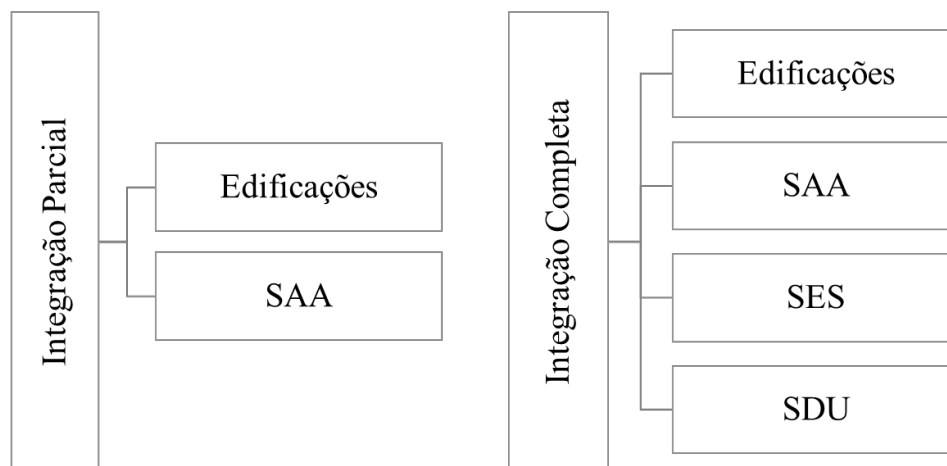 Integração Parcial
Edificações
SAA
Integração Completa
Edificações
SAA
SES
SDU